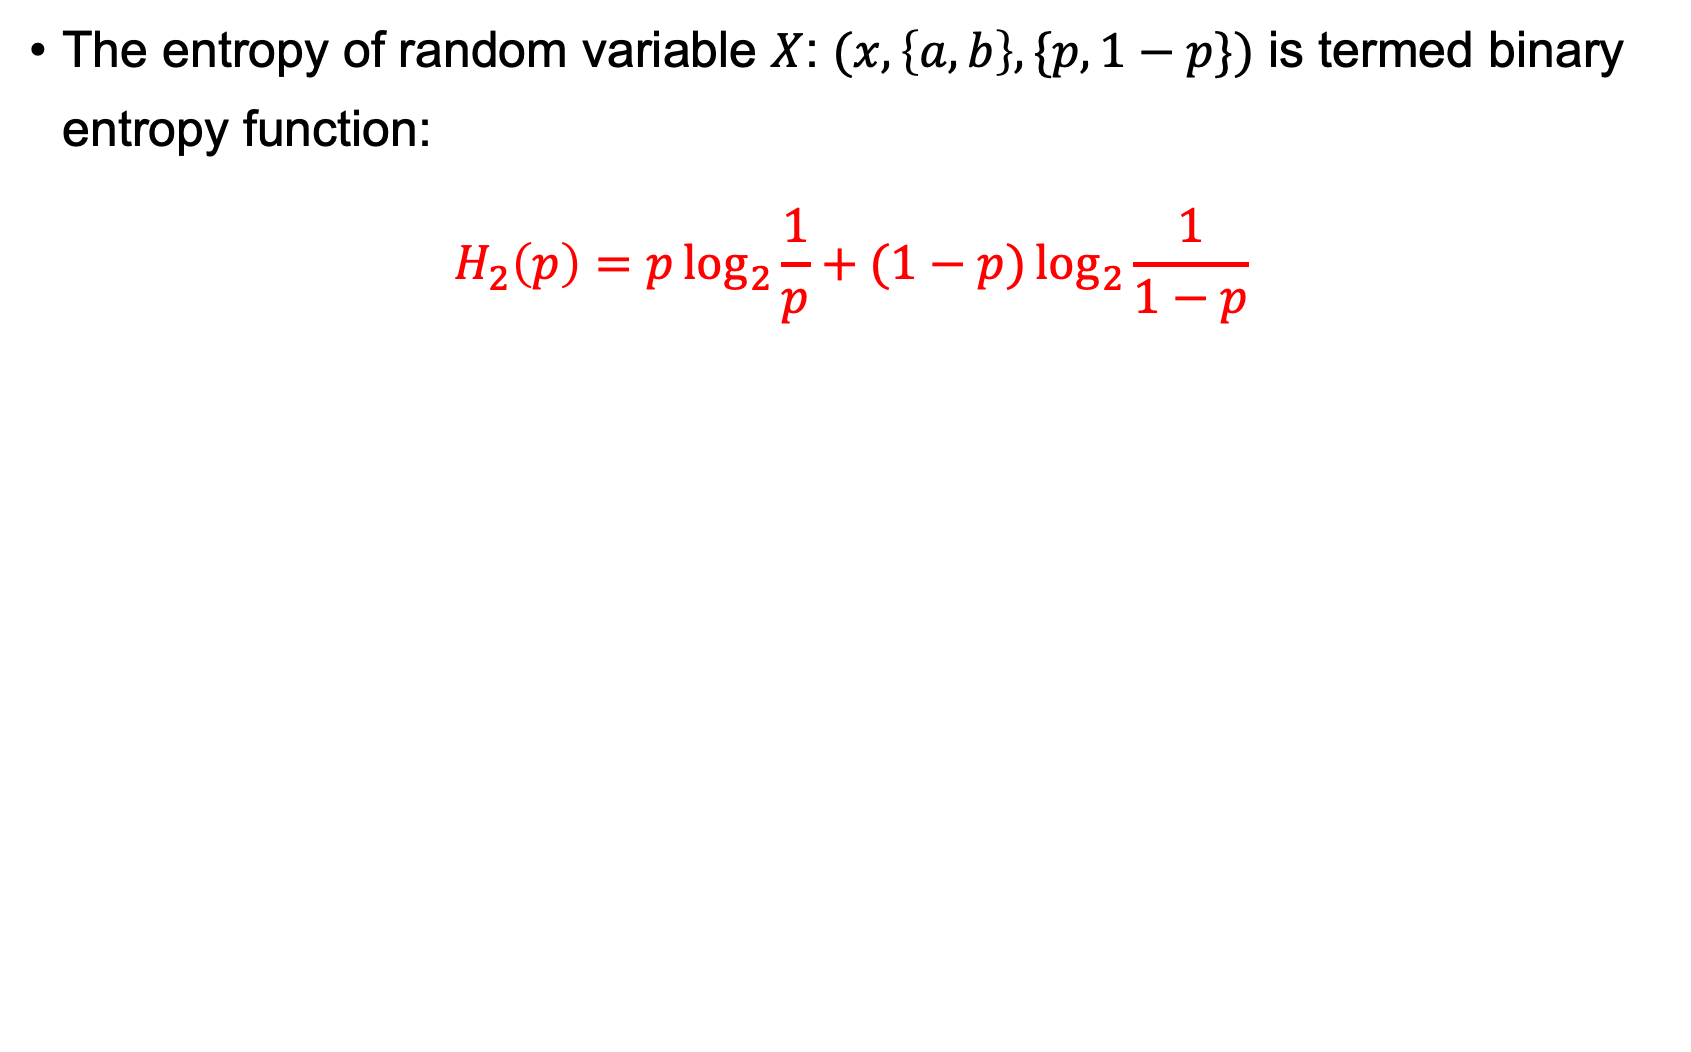 • The entropy of random variable X: (x, {a, b}, {p, 1 − p}) is termed binary
entropy function:
H₂(p) = p log₂ 1/p + (1 − p) log₂ 1/(1 − p)